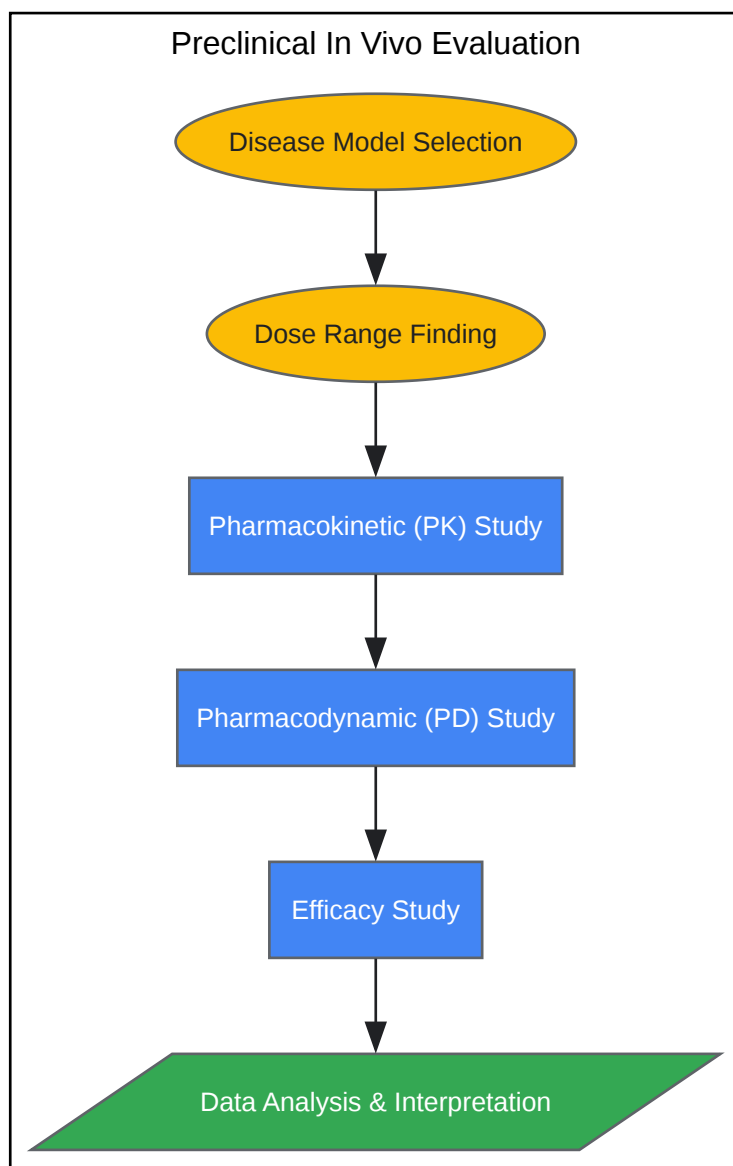 Preclinical In Vivo Evaluation
Disease Model Selection
Dose Range Finding
Pharmacokinetic (PK) Study
Pharmacodynamic (PD) Study
Efficacy Study
Data Analysis & Interpretation